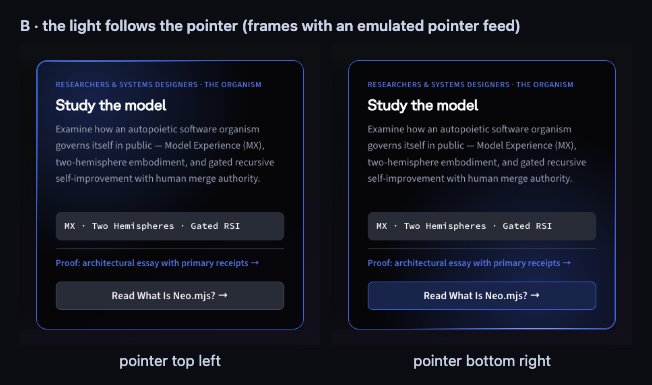 B · the light follows the pointer (frames with an emulated pointer feed)
RESEARCHERS & SYSTEMS DESIGNERS · THE ORGANISM
Study the model
Examine how an autopoietic software organism
governs itself in public — Model Experience (MX),
two-hemisphere embodiment, and gated recursive
self-improvement with human merge authority.
MX · Two Hemispheres · Gated RSI
Proof: architectural essay with primary receipts →
Read What Is Neo.mjs? →
pointer top left
RESEARCHERS & SYSTEMS DESIGNERS · THE ORGANISM
Study the model
Examine how an autopoietic software organism
governs itself in public — Model Experience (MX),
two-hemisphere embodiment, and gated recursive
self-improvement with human merge authority.
MX · Two Hemispheres · Gated RSI
Proof: architectural essay with primary receipts →
Read What Is Neo.mjs? →
pointer bottom right